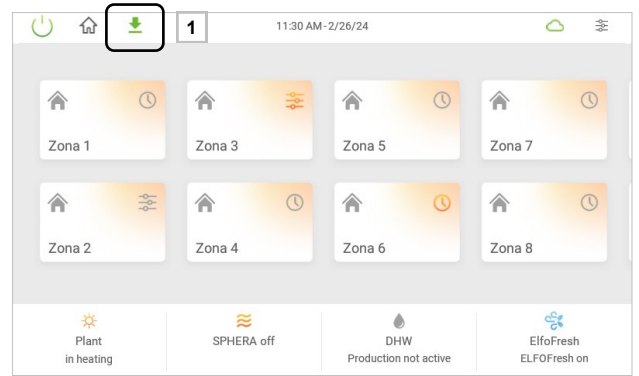 1
11:30 AM-2/26/24
Zona 1
Zona 3
Zona 5
Zona 7
Zona 2
Zona 4
Zona 6
Zona 8
Plant
in heating
SPHERA off
DHW
Production not active
ElfoFresh
ELFOFresh on